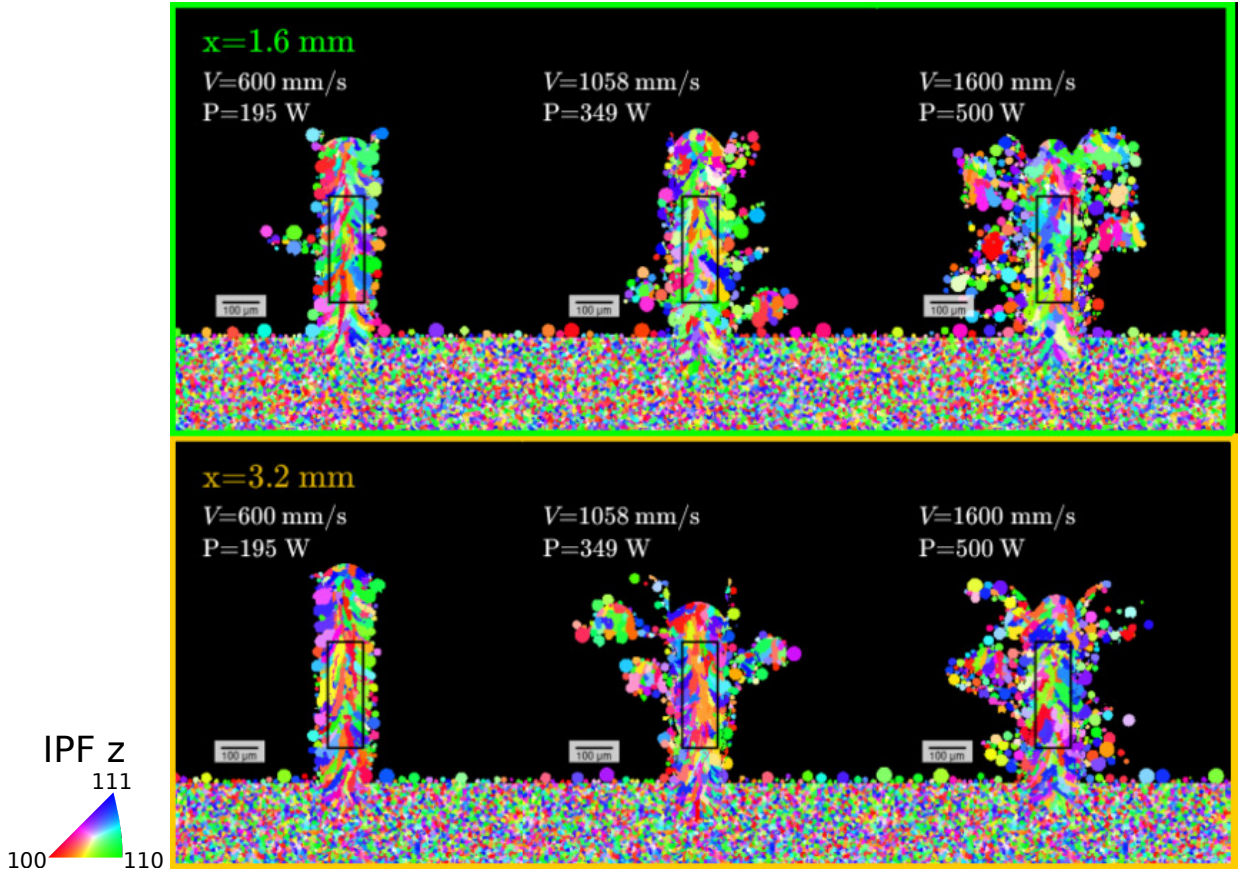 x=1.6 mm
V=600 mm/s
P=195 W
V=1058 mm/s
P=349 W
V=1600 mm/s
P=500 W
100 μm
100 μm
100 μm
x=3.2 mm
V=600 mm/s
P=195 W
V=1058 mm/s
P=349 W
V=1600 mm/s
P=500 W
100 μm
100 μm
100 μm
IPF z
111
100
110